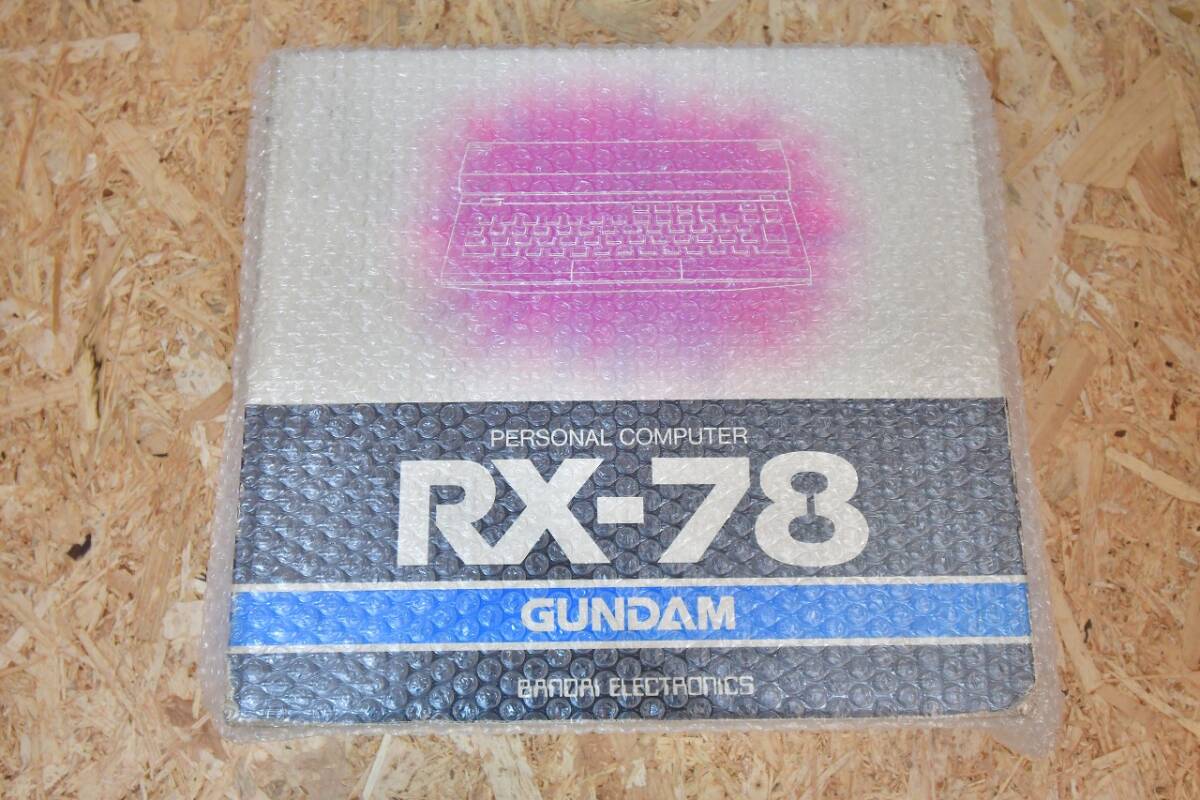 PERSONAL COMPUTER
RX-78
GUNDAM
BANDAI ELECTRONICS